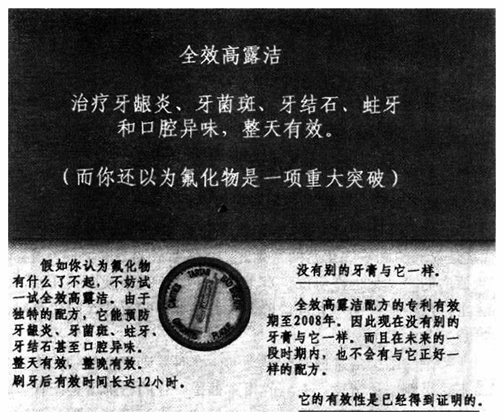 全效高露洁
治疗牙龈炎、牙菌斑、牙结石、蛀牙
和口腔异味，整天有效。
（而你还以为氟化物是一项重大突破）
假如你认为氟化物
有什么了不起，不妨试
一试全效高露洁。由于
独特的配方，它能预防
牙龈炎、牙菌斑、蛀牙、
牙结石甚至口腔异味。
整天有效，整晚有效。
刷牙后有效时间长达12小时。
TARTAR
BAD BREATH
CAVITIES
没有别的牙膏与它一样。
全效高露洁配方的专利有效
期至2008年。因此现在没有别的
牙膏与它一样。而且在未来的一
段时期内，也不会有与它正好一
样的配方。
它的有效性是已经得到证明的。